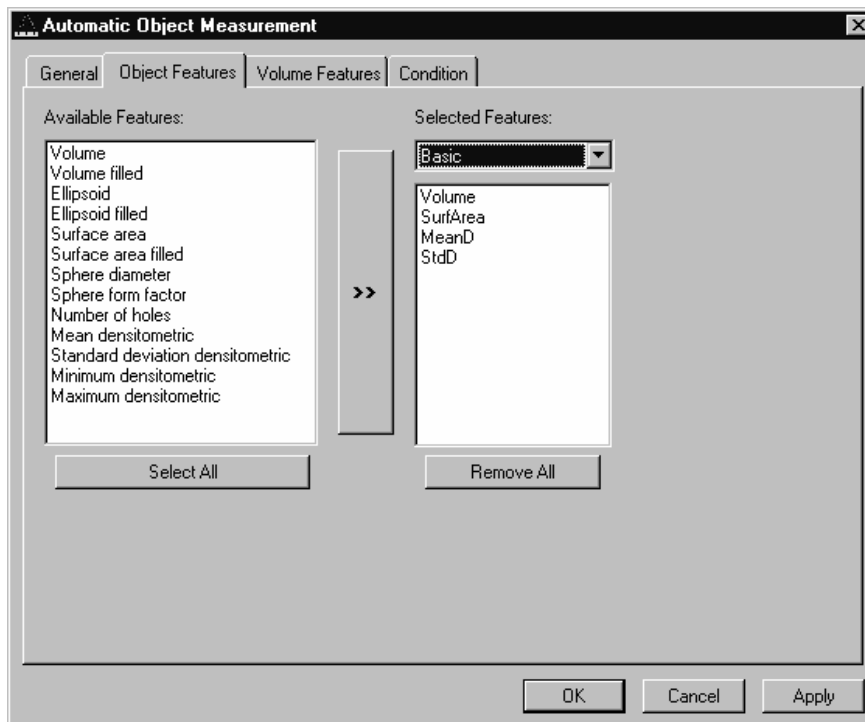 Automatic Object Measurement
General Object Features Volume Features Condition
Available Features:
Volume
Volume filled
Ellipsoid
Ellipsoid filled
Surface area
Surface area filled
Sphere diameter
Sphere form factor
Number of holes
Mean densitometric
Standard deviation densitometric
Minimum densitometric
Maximum densitometric
Select All
>>
Selected Features:
Basic
Volume
SurfArea
MeanD
StdD
Remove All
OK Cancel Apply